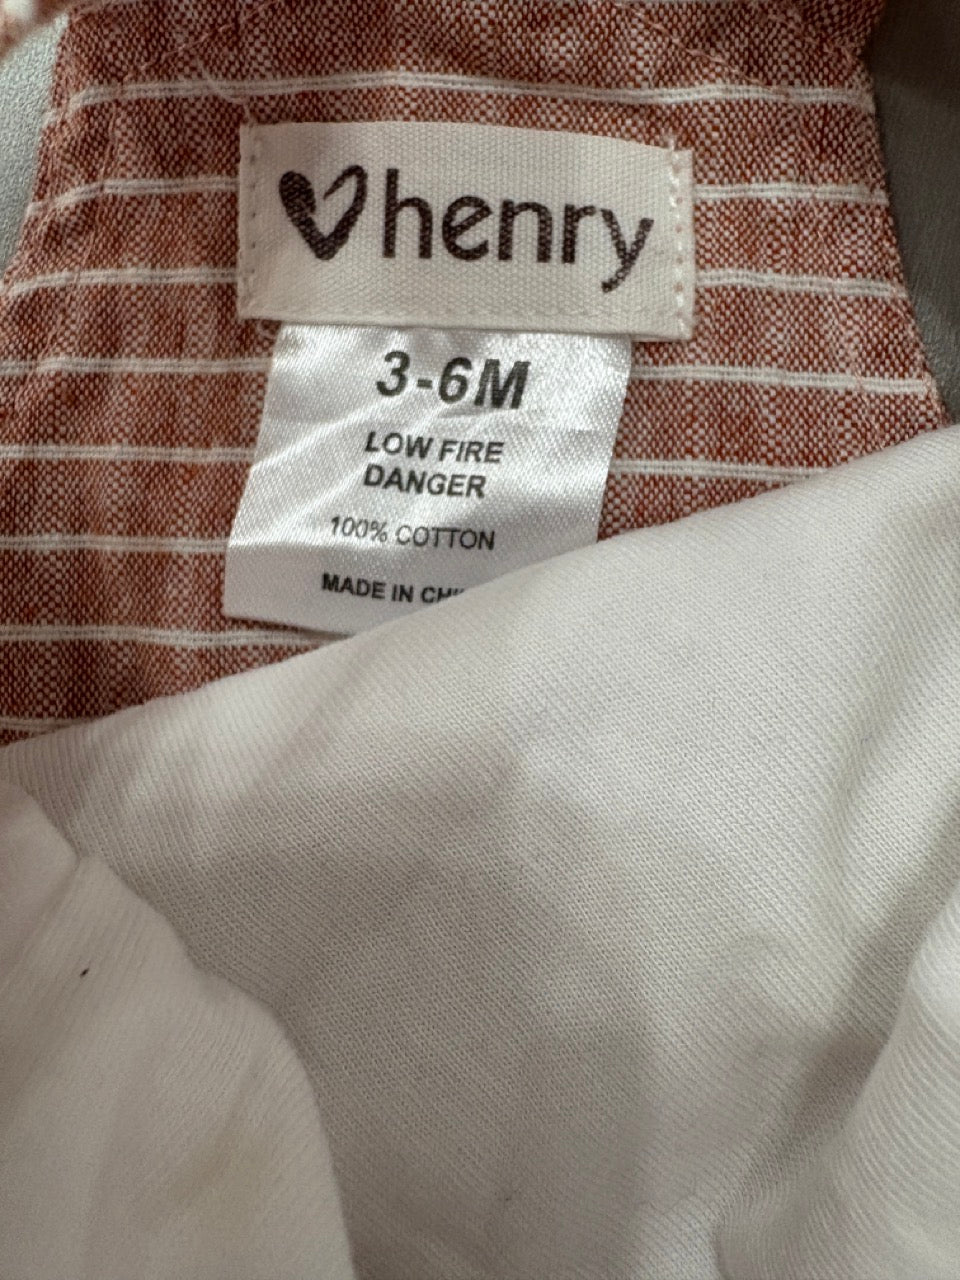 henry
3-6M
LOW FIRE
DANGER
100% COTTON
MADE IN